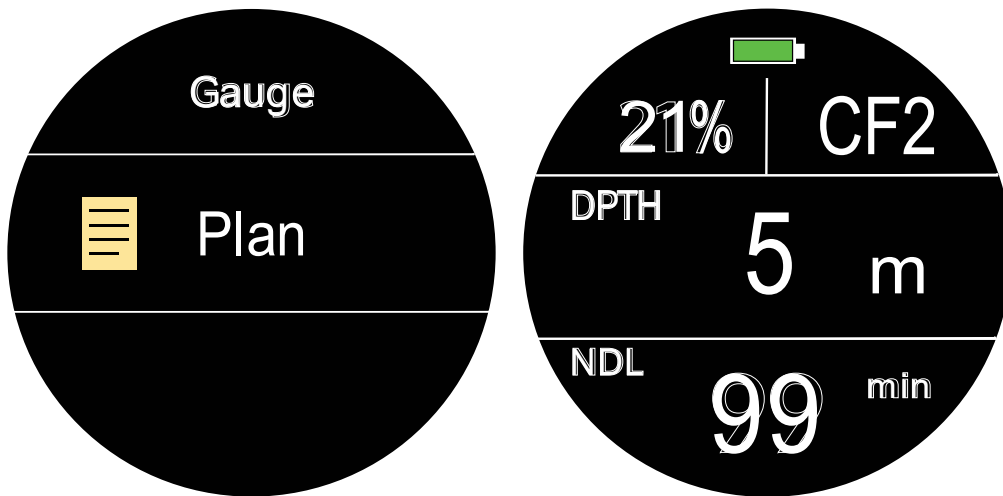 Gauge
Plan
21% CF2
DPTH
5 m
NDL
99 min